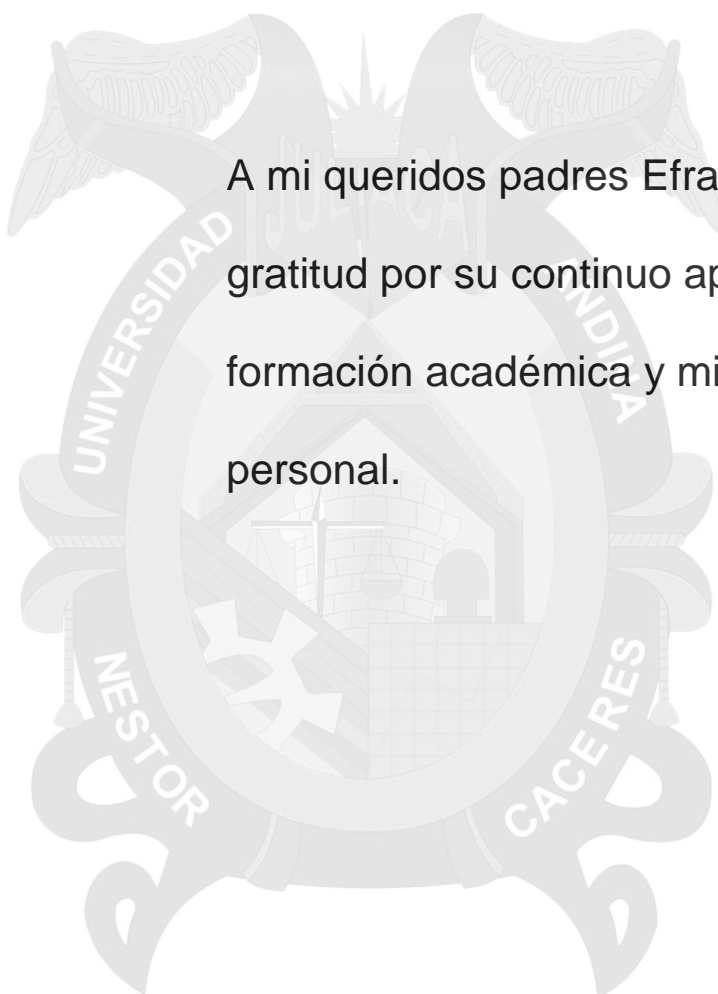 JULIACA
A mi queridos padres Efra
gratitud por su continuo ap
formación académica y mi
personal.
UNIVERSIDAD
ANDINA
NESTOR
CACERES